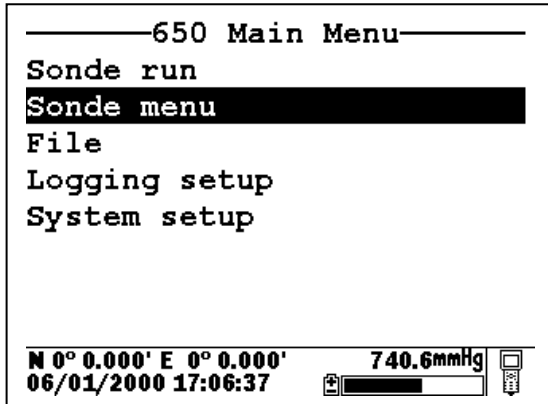 650 Main Menu
Sonde run
Sonde menu
File
Logging setup
System setup
N 0° 0.000' E 0° 0.000' 740.6mmHg
06/01/2000 17:06:37